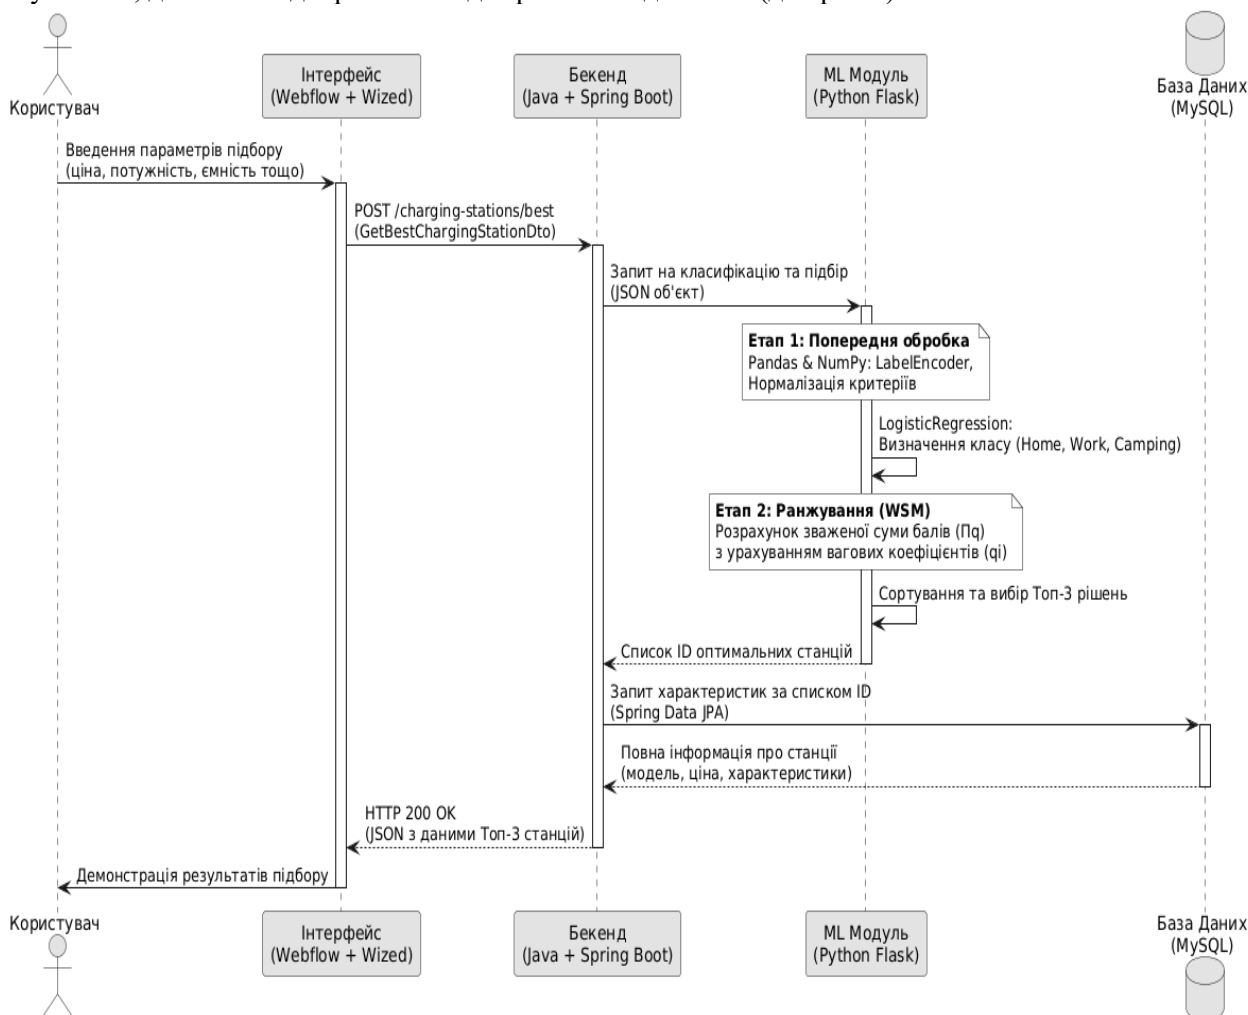 Користувач
Інтерфейс
(Webflow + Wized)
Бекенд
(Java + Spring Boot)
ML Модуль
(Python Flask)
База Даних
(MySQL)
Введення параметрів підбору
(ціна, потужність, ємність тощо)
POST /charging-stations/best
(GetBestChargingStationDto)
Запит на класифікацію та підбір
(JSON об'єкт)
Етап 1: Попередня обробка
Pandas & NumPy: LabelEncoder,
Нормалізація критеріїв
LogisticRegression:
Визначення класу (Home, Work, Camping)
Етап 2: Ранжування (WSM)
Розрахунок зваженої суми балів (Πq)
з урахуванням вагових коефіцієнтів (qi)
Сортування та вибір Топ-3 рішень
Список ID оптимальних станцій
Запит характеристик за списком ID
(Spring Data JPA)
Повна інформація про станції
(модель, ціна, характеристики)
HTTP 200 OK
(JSON з даними Топ-3 станцій)
Демонстрація результатів підбору
Користувач
Інтерфейс
(Webflow + Wized)
Бекенд
(Java + Spring Boot)
ML Модуль
(Python Flask)
База Даних
(MySQL)